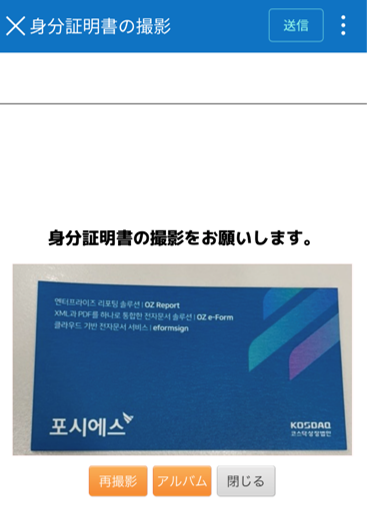 身分証明書の撮影
送信
身分証明書の撮影をお願いします。
엔터프라이즈 리포팅 솔루션 | OZ Report
XML과 PDF를 하나로 통합한 전자문서 솔루션 | OZ e-Form
클라우드 기반 전자문서 서비스 | eformsign
포시에스
KOSDAQ
코스닥상장법인
再撮影
アルバム
閉じる